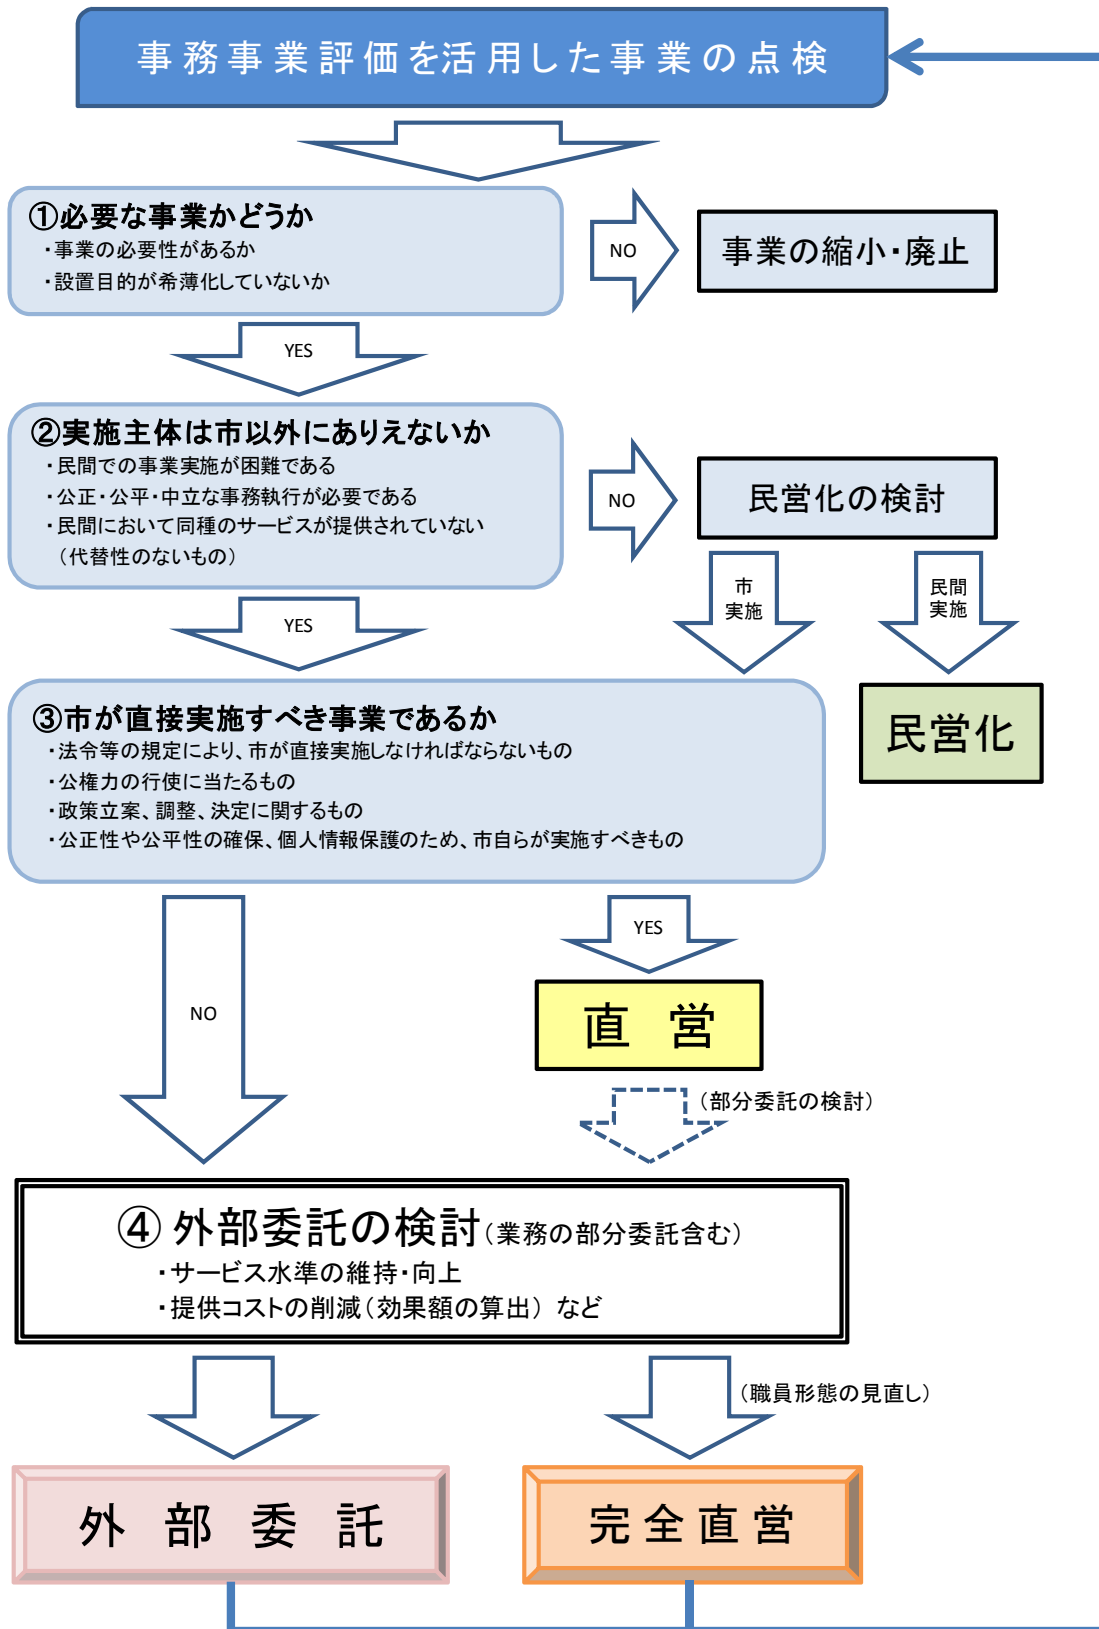 事務事業評価を活用した事業の点検
①必要な事業かどうか
・事業の必要性があるか
・設置目的が希薄化していないか
NO
事業の縮小・廃止
YES
②実施主体は市以外にありえないか
・民間での事業実施が困難である
・公正・公平・中立な事務執行が必要である
・民間において同種のサービスが提供されていない
（代替性のないもの）
NO
民営化の検討
YES
市
実施
民間
実施
民営化
③市が直接実施すべき事業であるか
・法令等の規定により、市が直接実施しなければならないもの
・公権力の行使に当たるもの
・政策立案、調整、決定に関するもの
・公正性や公平性の確保、個人情報保護のため、市自らが実施すべきもの
NO
YES
直 営
（部分委託の検討）
④ 外部委託の検討（業務の部分委託含む）
・サービス水準の維持・向上
・提供コストの削減（効果額の算出） など
（職員形態の見直し）
外 部 委 託
完全直営